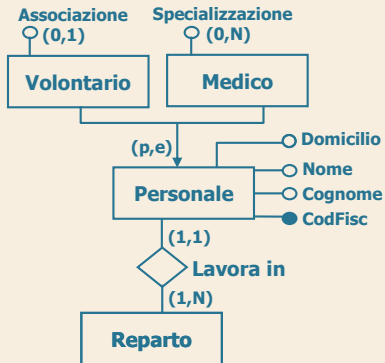 Associazione
(0,1)
Specializzazione
(0,N)
Volontario
Medico
(p,e)
Domicilio
Personale
Nome
Cognome
CodFisc
(1,1)
Lavora in
(1,N)
Reparto